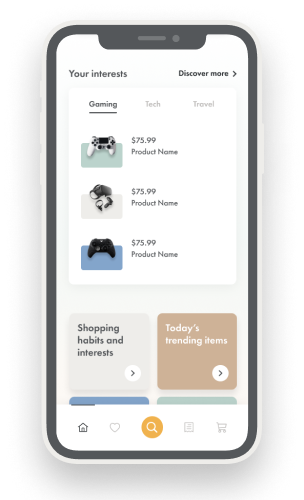 Your interests Discover more
Gaming Tech Travel
$75.99
Product Name
$75.99
Product Name
$75.99
Product Name
Shopping
habits and
interests
Today's
trending items